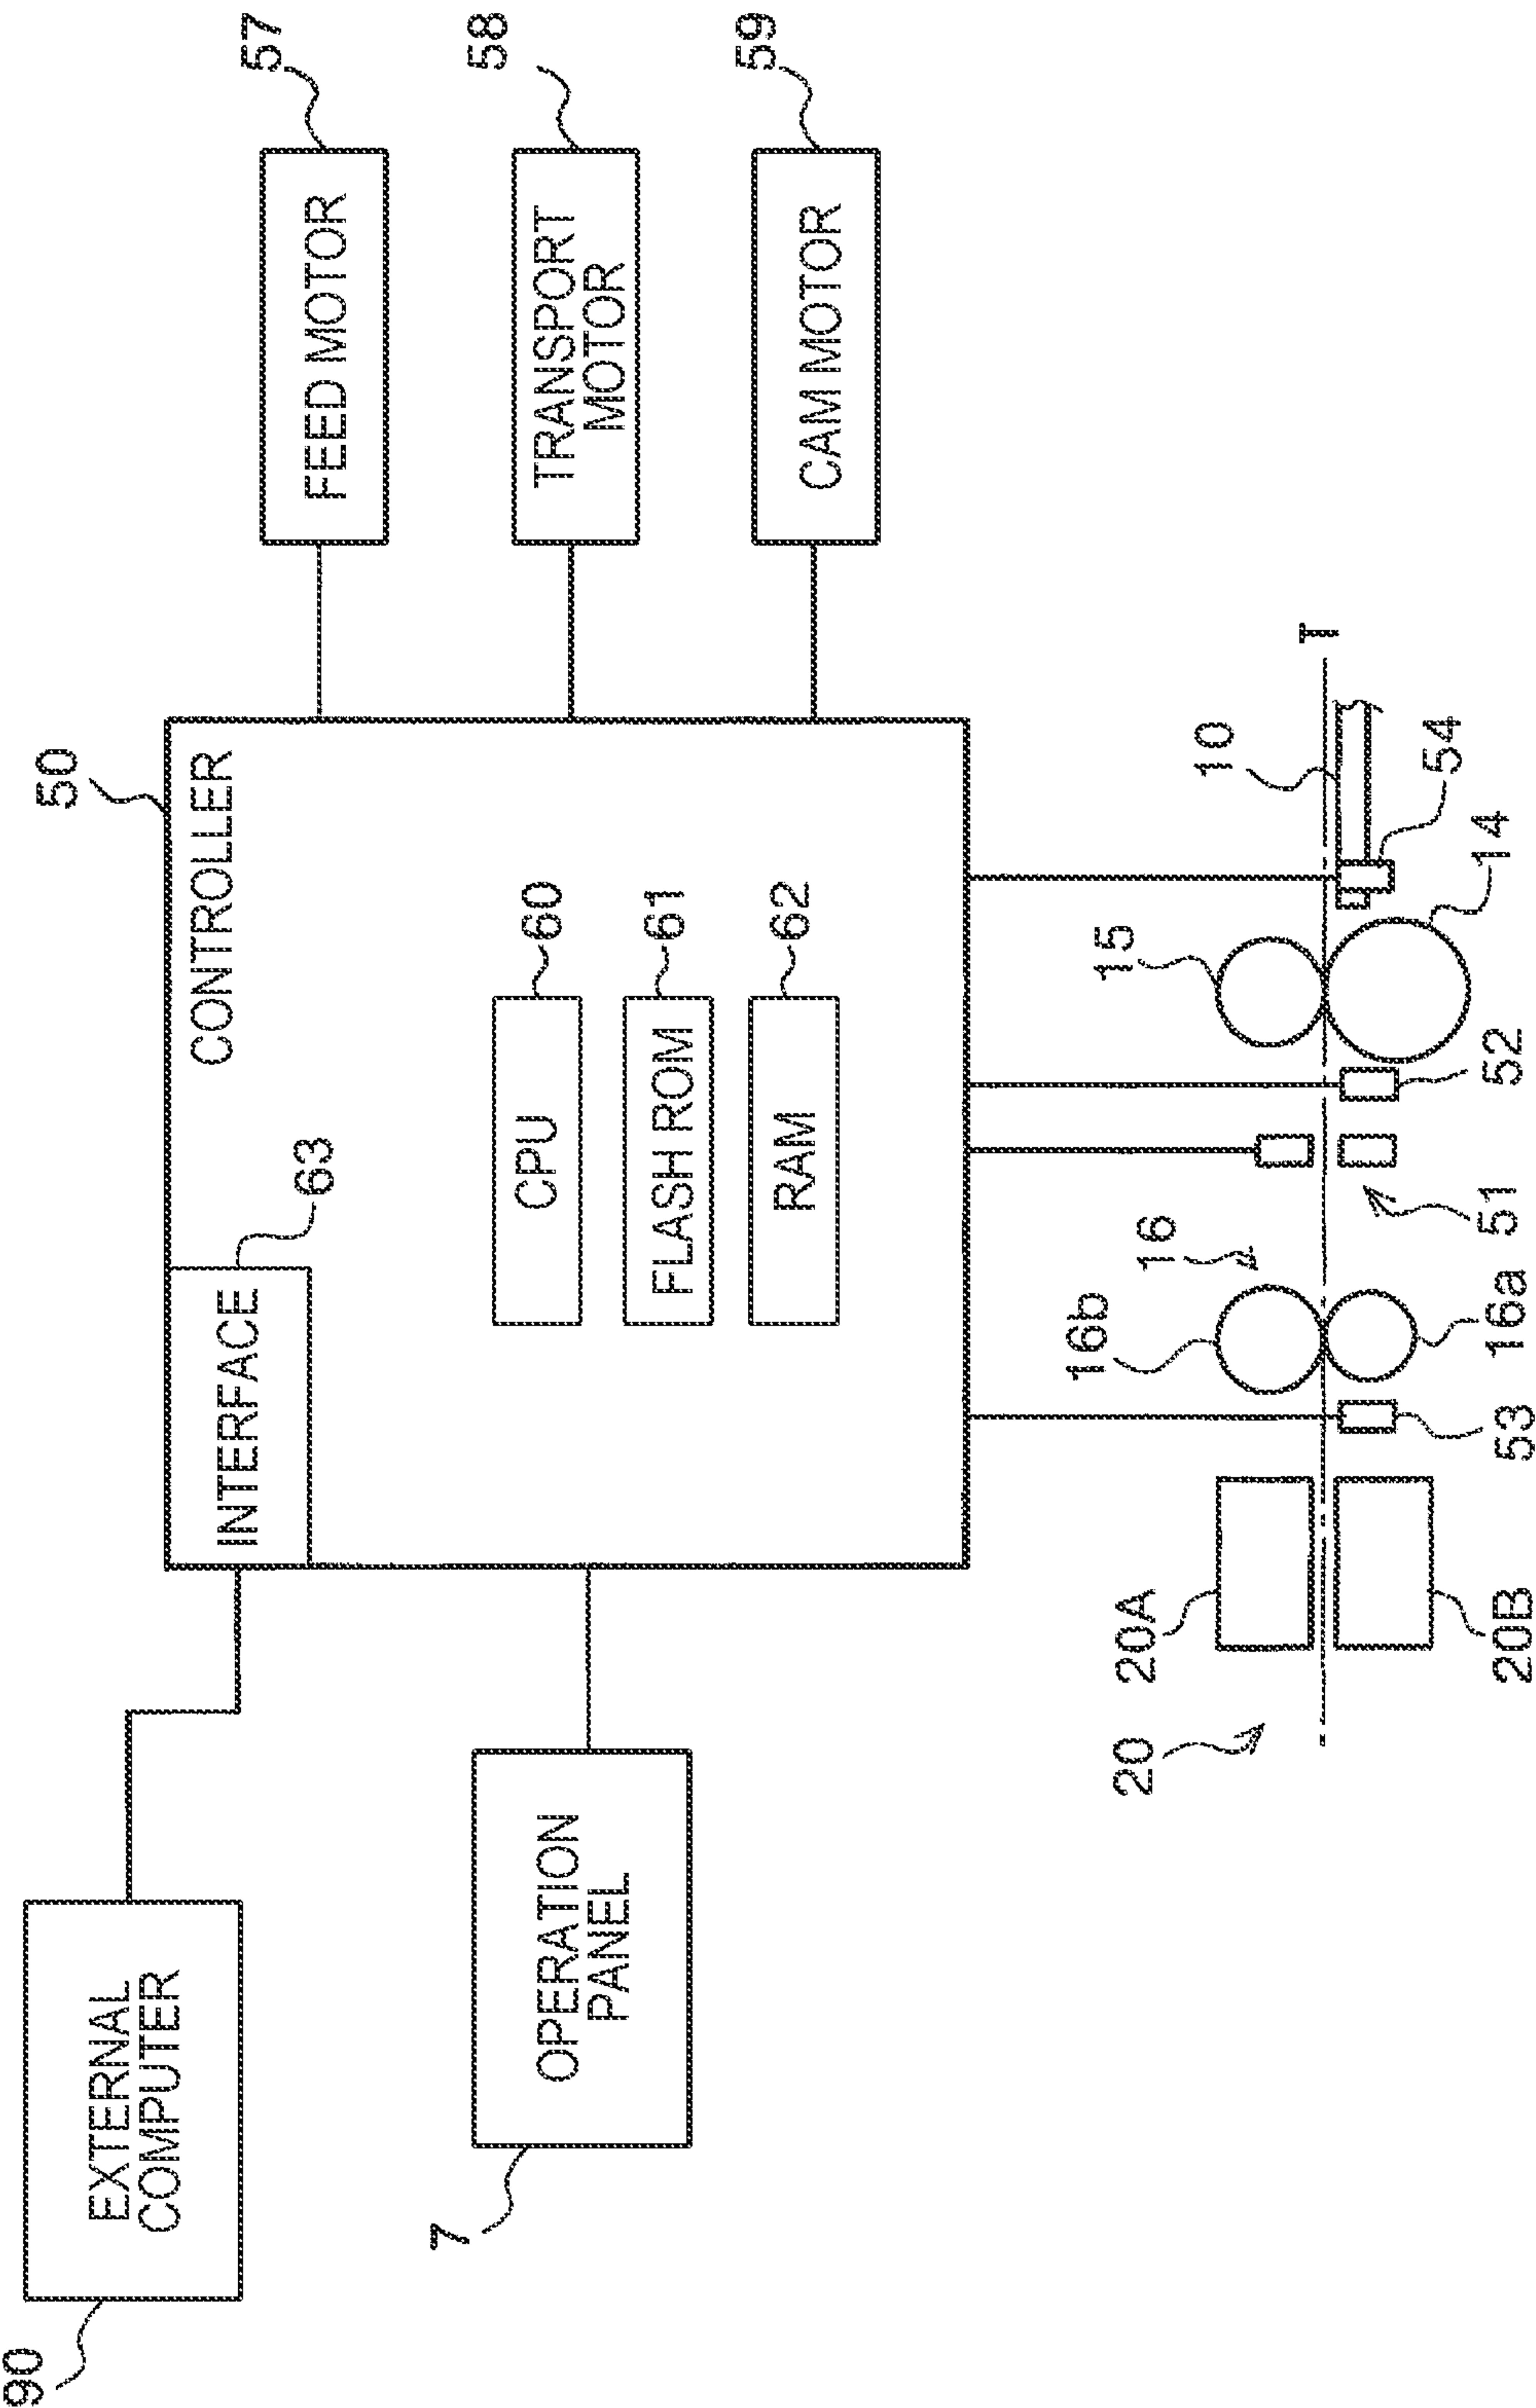 90
EXTERNAL
COMPUTER
7
OPERATION
PANEL
50
CONTROLLER
INTERFACE
63
CPU
60
FLASH ROM
61
RAM
62
57
FEED MOTOR
58
TRANSPORT
MOTOR
59
CAM MOTOR
20
20A
20B
53
16b
16
16a
51
52
15
14
10
54
T